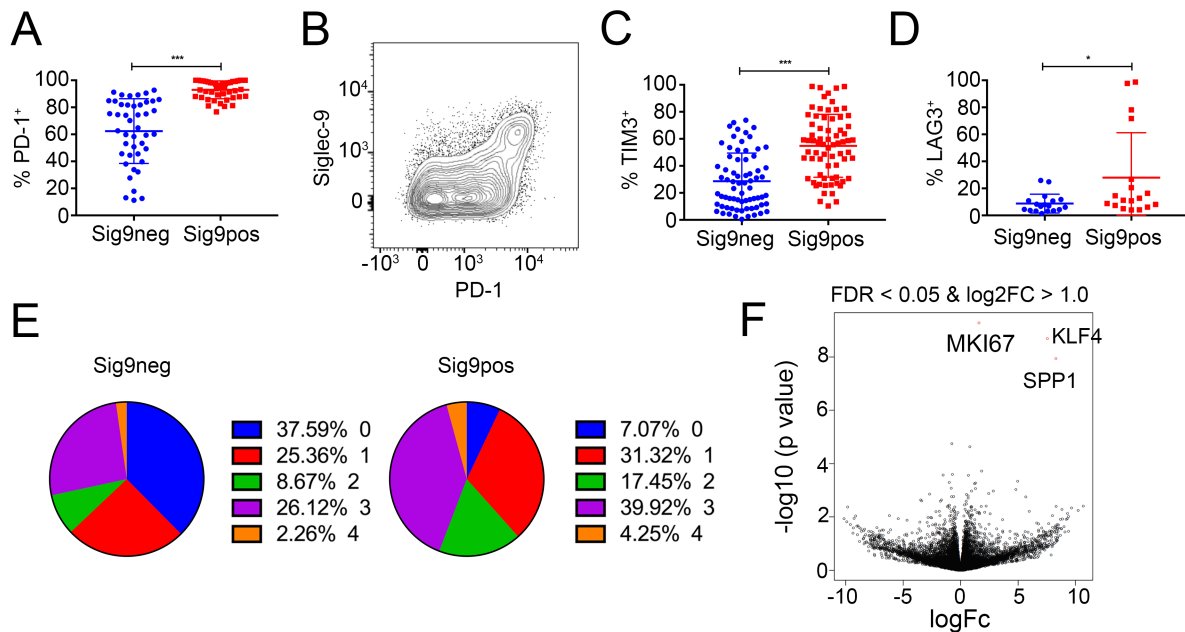 A
% PD-1⁺
100
80
60
40
20
0
***
Sig9neg
Sig9pos
B
Siglec-9
10⁴
10³
0
-10³
0
10³
10⁴
PD-1
C
% TIM3⁺
100
80
60
40
20
0
***
Sig9neg
Sig9pos
D
% LAG3⁺
100
80
60
40
20
0
*
Sig9neg
Sig9pos
E
Sig9neg
37.59% 0
25.36% 1
8.67% 2
26.12% 3
2.26% 4
Sig9pos
7.07% 0
31.32% 1
17.45% 2
39.92% 3
4.25% 4
F
FDR < 0.05 & log2FC > 1.0
-log10 (p value)
8
6
4
2
0
MKI67
KLF4
SPP1
-10
-5
0
5
10
logFc